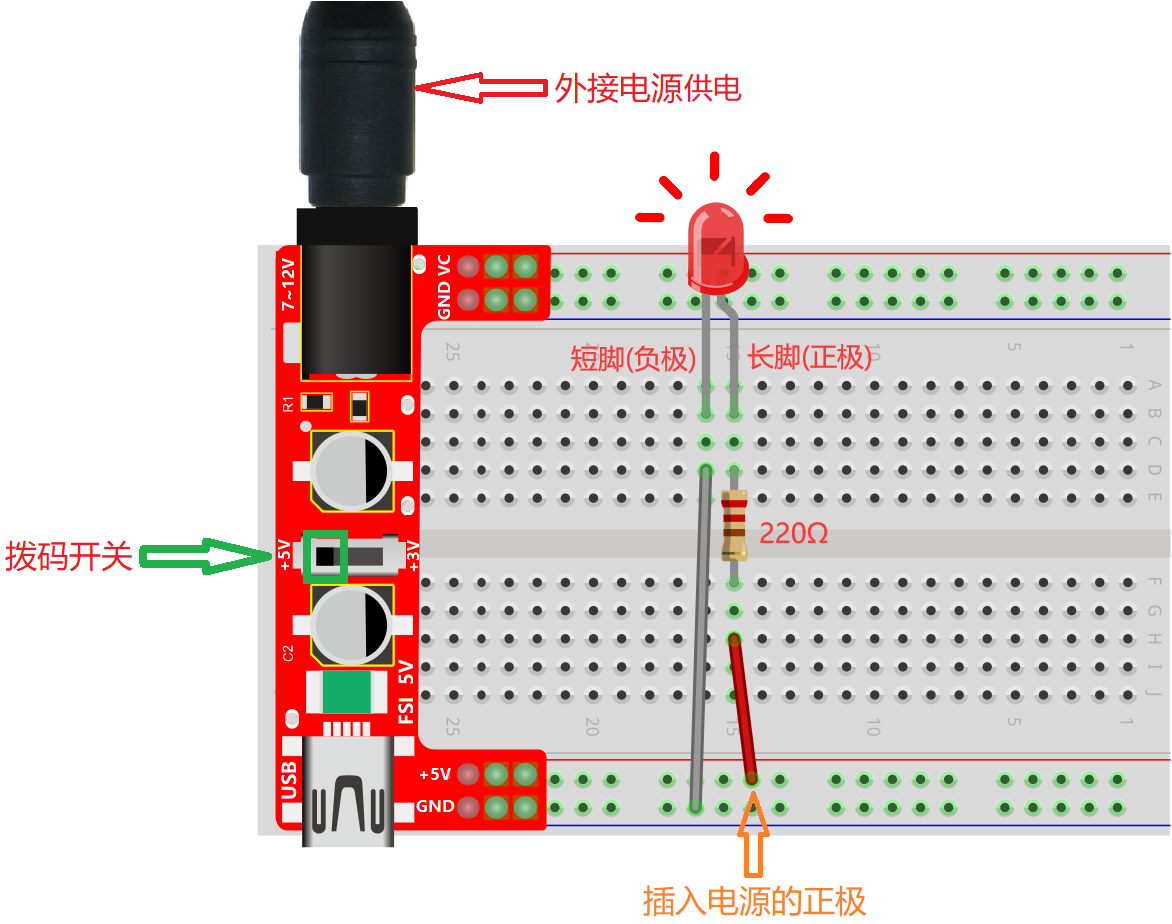 外接电源供电
7~12V
GND VC
短脚(负极)
长脚(正极)
25
15
10
5
1
R1
A
B
C
D
E
220Ω
拨码开关
+5V
+3V
F
G
H
I
J
C2
FSI 5V
25
20
15
10
5
1
USB
+5V
GND
插入电源的正极